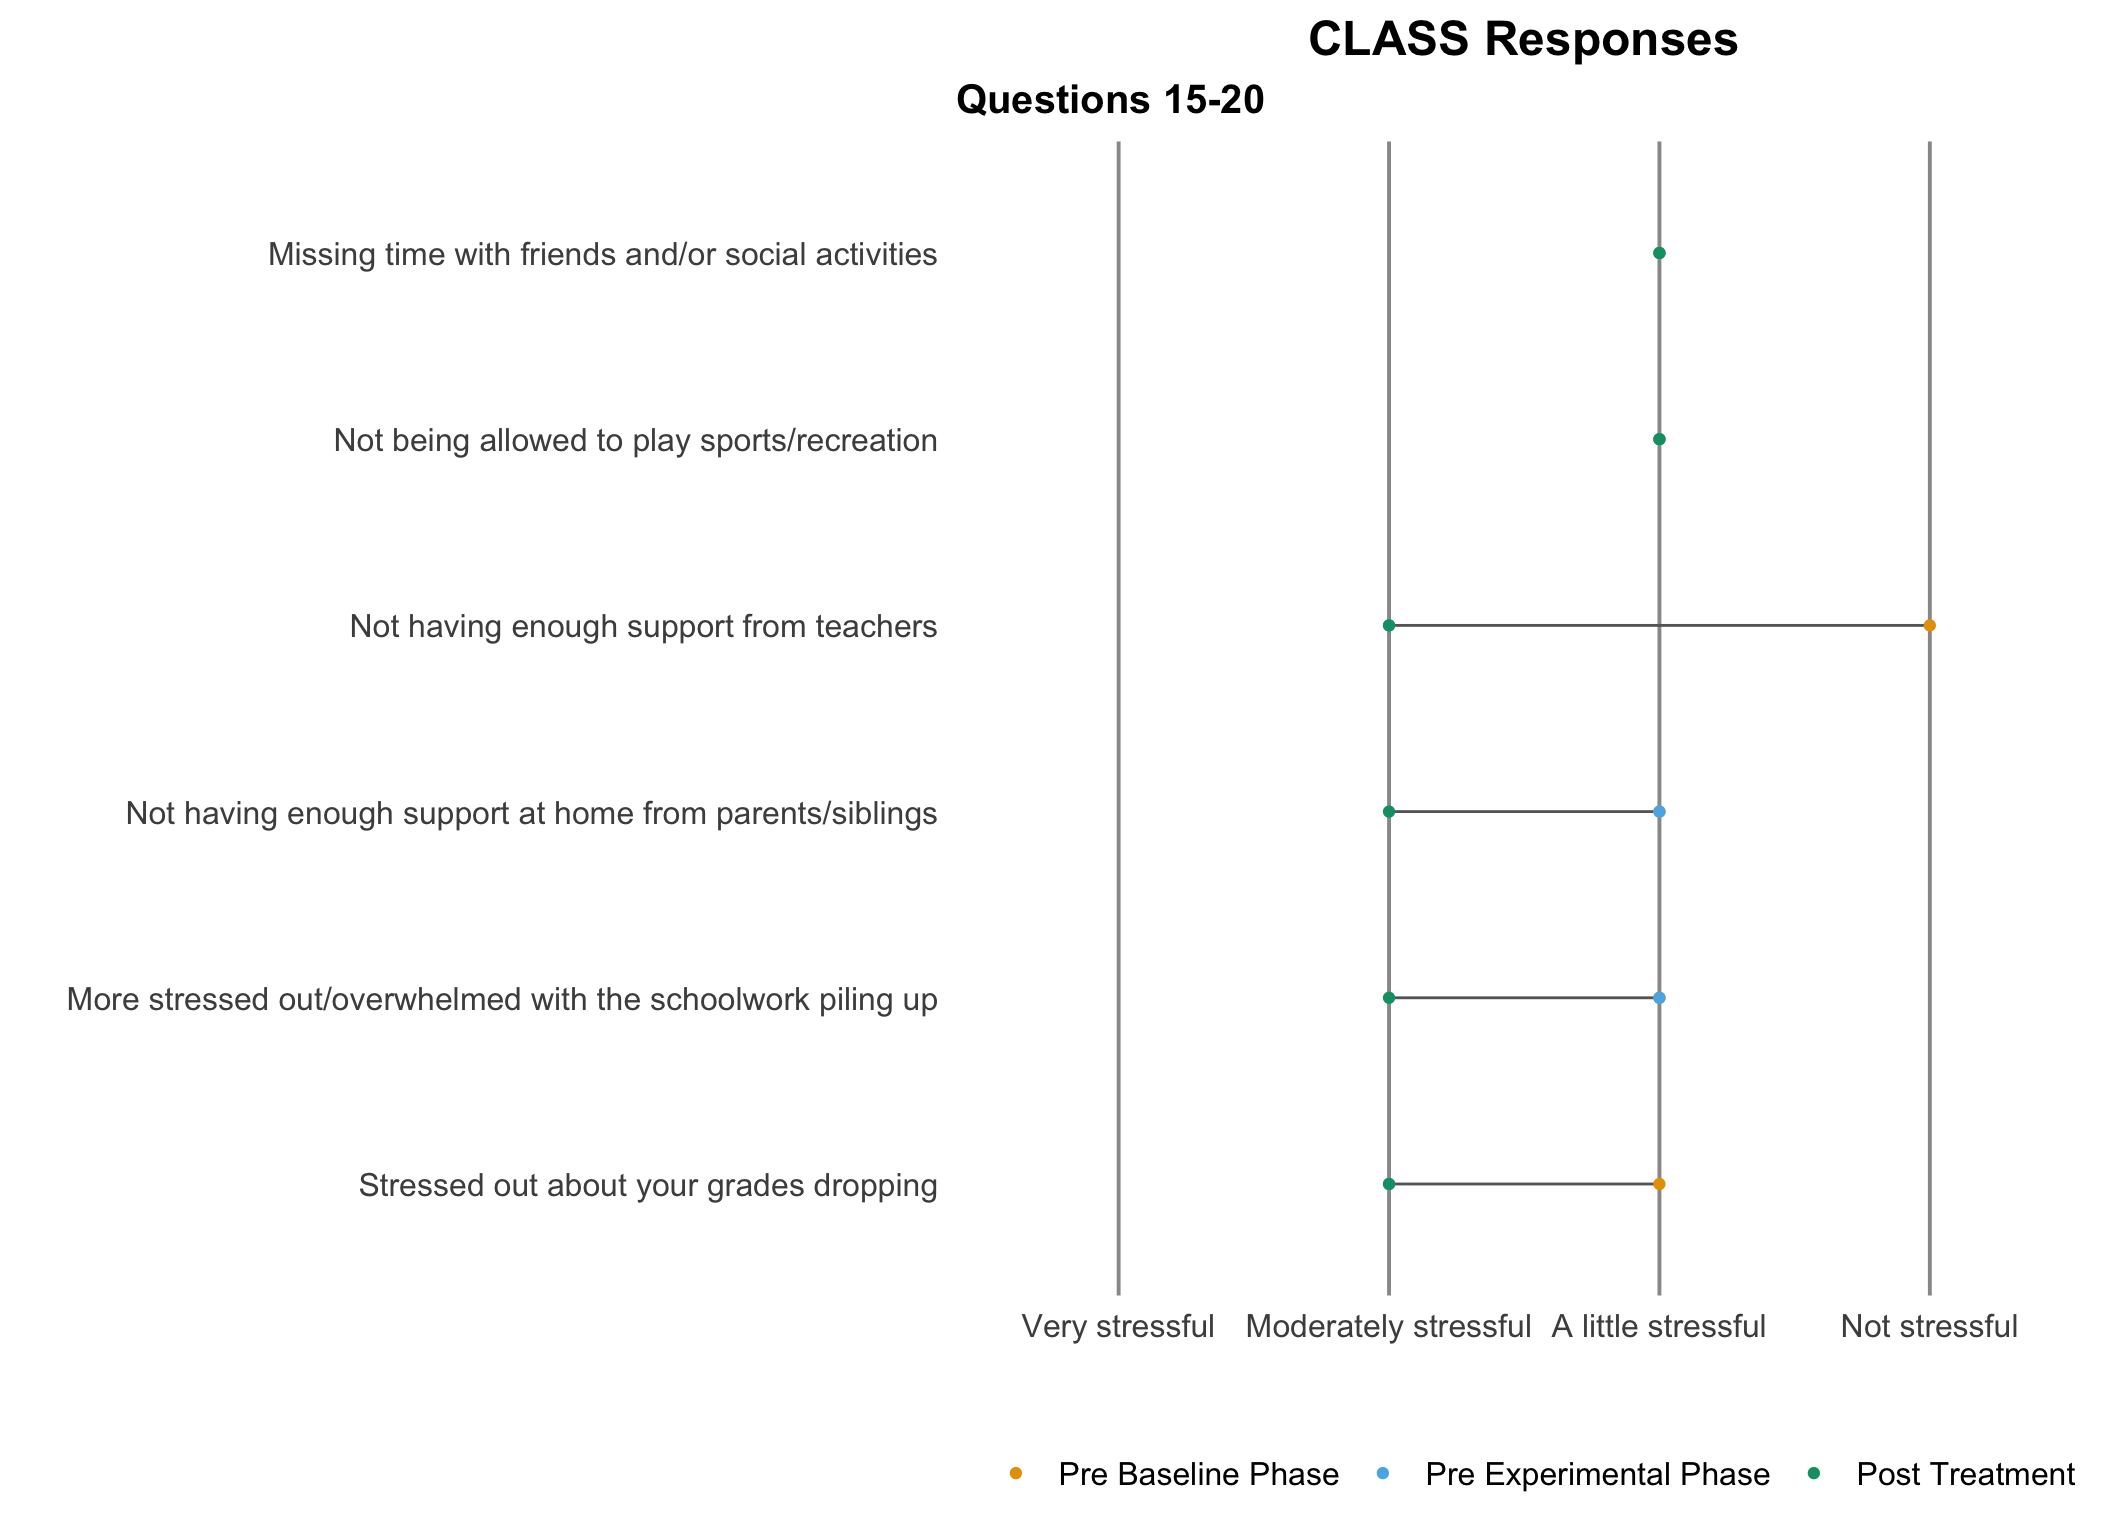 CLASS Responses
Questions 15-20
Missing time with friends and/or social activities
Not being allowed to play sports/recreation
Not having enough support from teachers
Not having enough support at home from parents/siblings
More stressed out/overwhelmed with the schoolwork piling up
Stressed out about your grades dropping
Very stressful Moderately stressful A little stressful Not stressful
Pre Baseline Phase Pre Experimental Phase Post Treatment